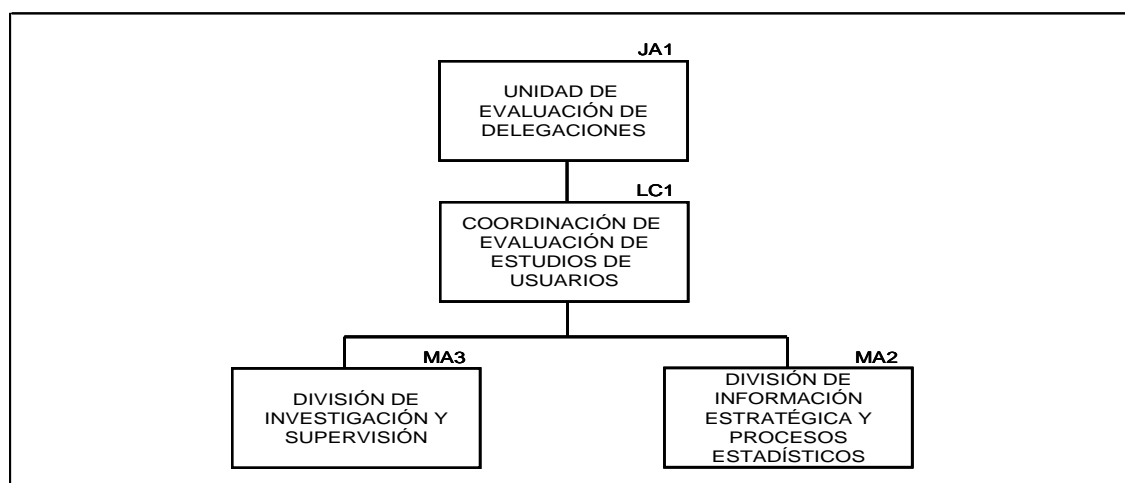 JA1
UNIDAD DE
EVALUACIÓN DE
DELEGACIONES
LC1
COORDINACIÓN DE
EVALUACIÓN DE
ESTUDIOS DE
USUARIOS
MA3
DIVISIÓN DE
INVESTIGACIÓN Y
SUPERVISIÓN
MA2
DIVISIÓN DE
INFORMACIÓN
ESTRATÉGICA Y
PROCESOS
ESTADÍSTICOS